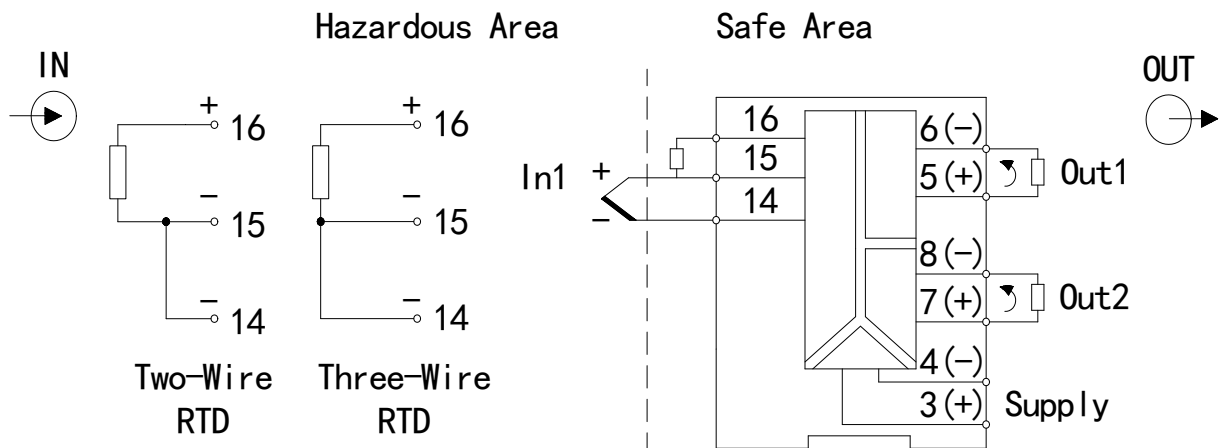 Hazardous Area
Safe Area
IN
OUT
+ 16
- 15
- 14
Two-Wire
RTD
+ 16
- 15
- 14
Three-Wire
RTD
In1
+
-
16
15
14
6(-)
5(+)
Out1
8(-)
7(+)
Out2
4(-)
3(+)
Supply